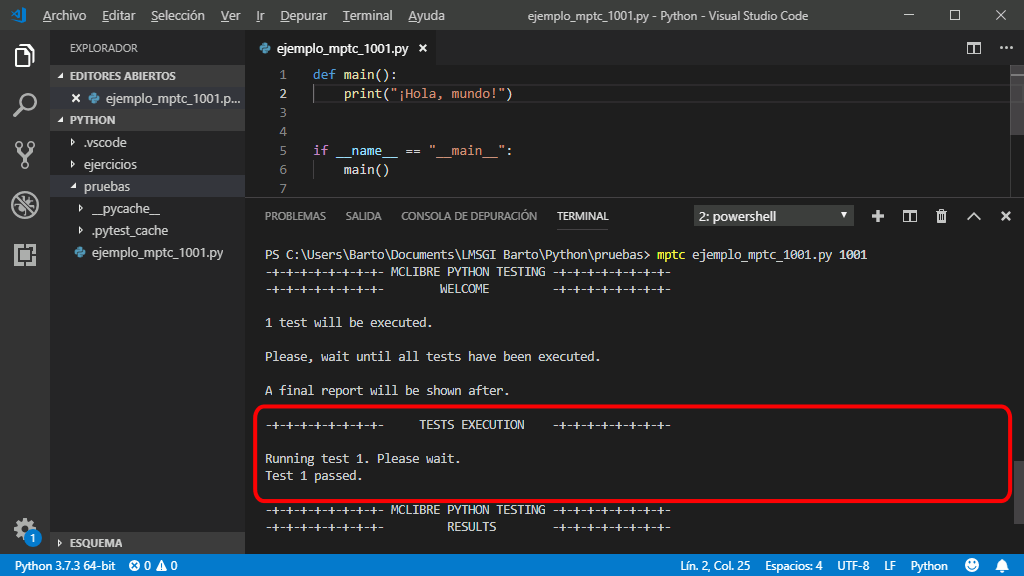 Archivo Editar Selección Ver Ir Depurar Terminal Ayuda ejemplo_mptc_1001.py - Python - Visual Studio Code
EXPLORADOR
EDITORES ABIERTOS
ejemplo_mptc_1001.p...
PYTHON
.vscode
ejercicios
pruebas
__pycache__
.pytest_cache
ejemplo_mptc_1001.py
ESQUEMA
1
ejemplo_mptc_1001.py
1 def main():
2 print("¡Hola, mundo!")
3
4
5 if __name__ == "__main__":
6 main()
7
PROBLEMAS SALIDA CONSOLA DE DEPURACIÓN TERMINAL 2: powershell
PS C:\Users\Barto\Documents\LMSGI Barto\Python\pruebas> mptc ejemplo_mptc_1001.py 1001
-+-+-+-+-+-+-+-+- MCLIBRE PYTHON TESTING -+-+-+-+-+-+-+-+-
-+-+-+-+-+-+-+-+- WELCOME -+-+-+-+-+-+-+-+-
1 test will be executed.
Please, wait until all tests have been executed.
A final report will be shown after.
-+-+-+-+-+-+-+-+- TESTS EXECUTION -+-+-+-+-+-+-+-+-
Running test 1. Please wait.
Test 1 passed.
-+-+-+-+-+-+-+-+- MCLIBRE PYTHON TESTING -+-+-+-+-+-+-+-+-
-+-+-+-+-+-+-+-+- RESULTS -+-+-+-+-+-+-+-+-
Python 3.7.3 64-bit 0 0 Lín. 2, Col. 25 Espacios: 4 UTF-8 LF Python